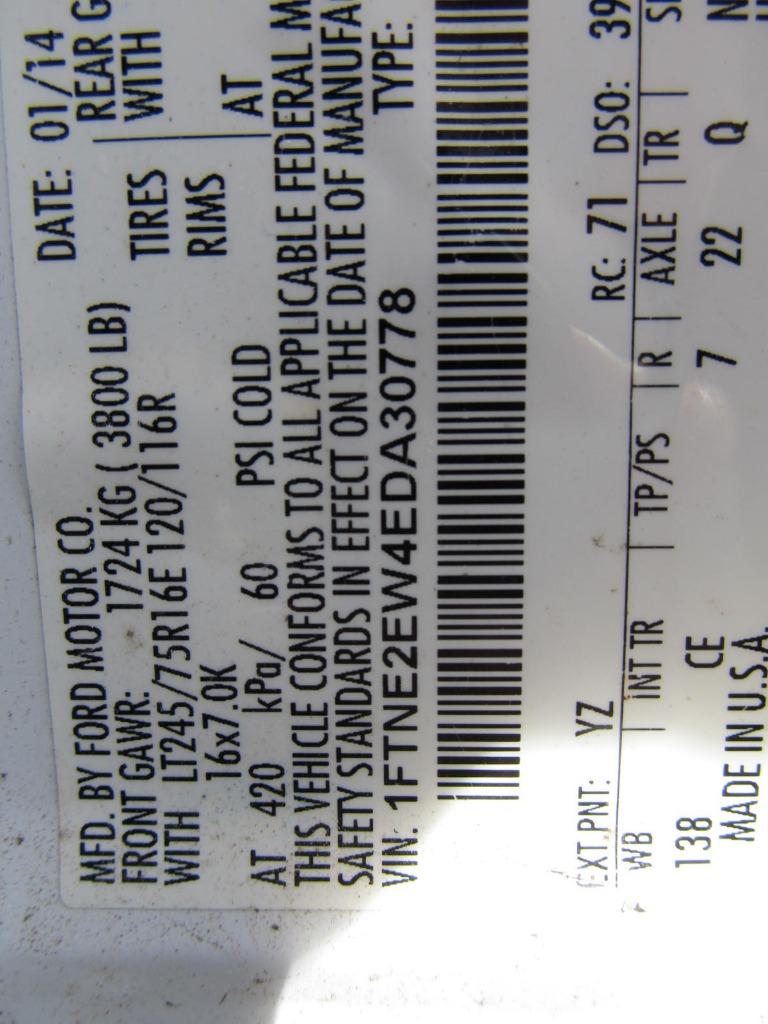 MFD. BY FORD MOTOR CO. DATE: 01/14
FRONT GAWR: 1724 KG ( 3800 LB) REAR G
WITH LT245/75R16E 120/116R TIRES WITH
16x7.0K RIMS
AT 420 kPa/ 60 PSI COLD AT
THIS VEHICLE CONFORMS TO ALL APPLICABLE FEDERAL M
SAFETY STANDARDS IN EFFECT ON THE DATE OF MANUFA
VIN: 1FTNE2EW4EDA30778 TYPE:
EXT.PNT: YZ RC: 71 DSO: 39
WB | INT TR | TP/PS | R | AXLE | TR |
138 CE 7 22 Q
MADE IN U.S.A.